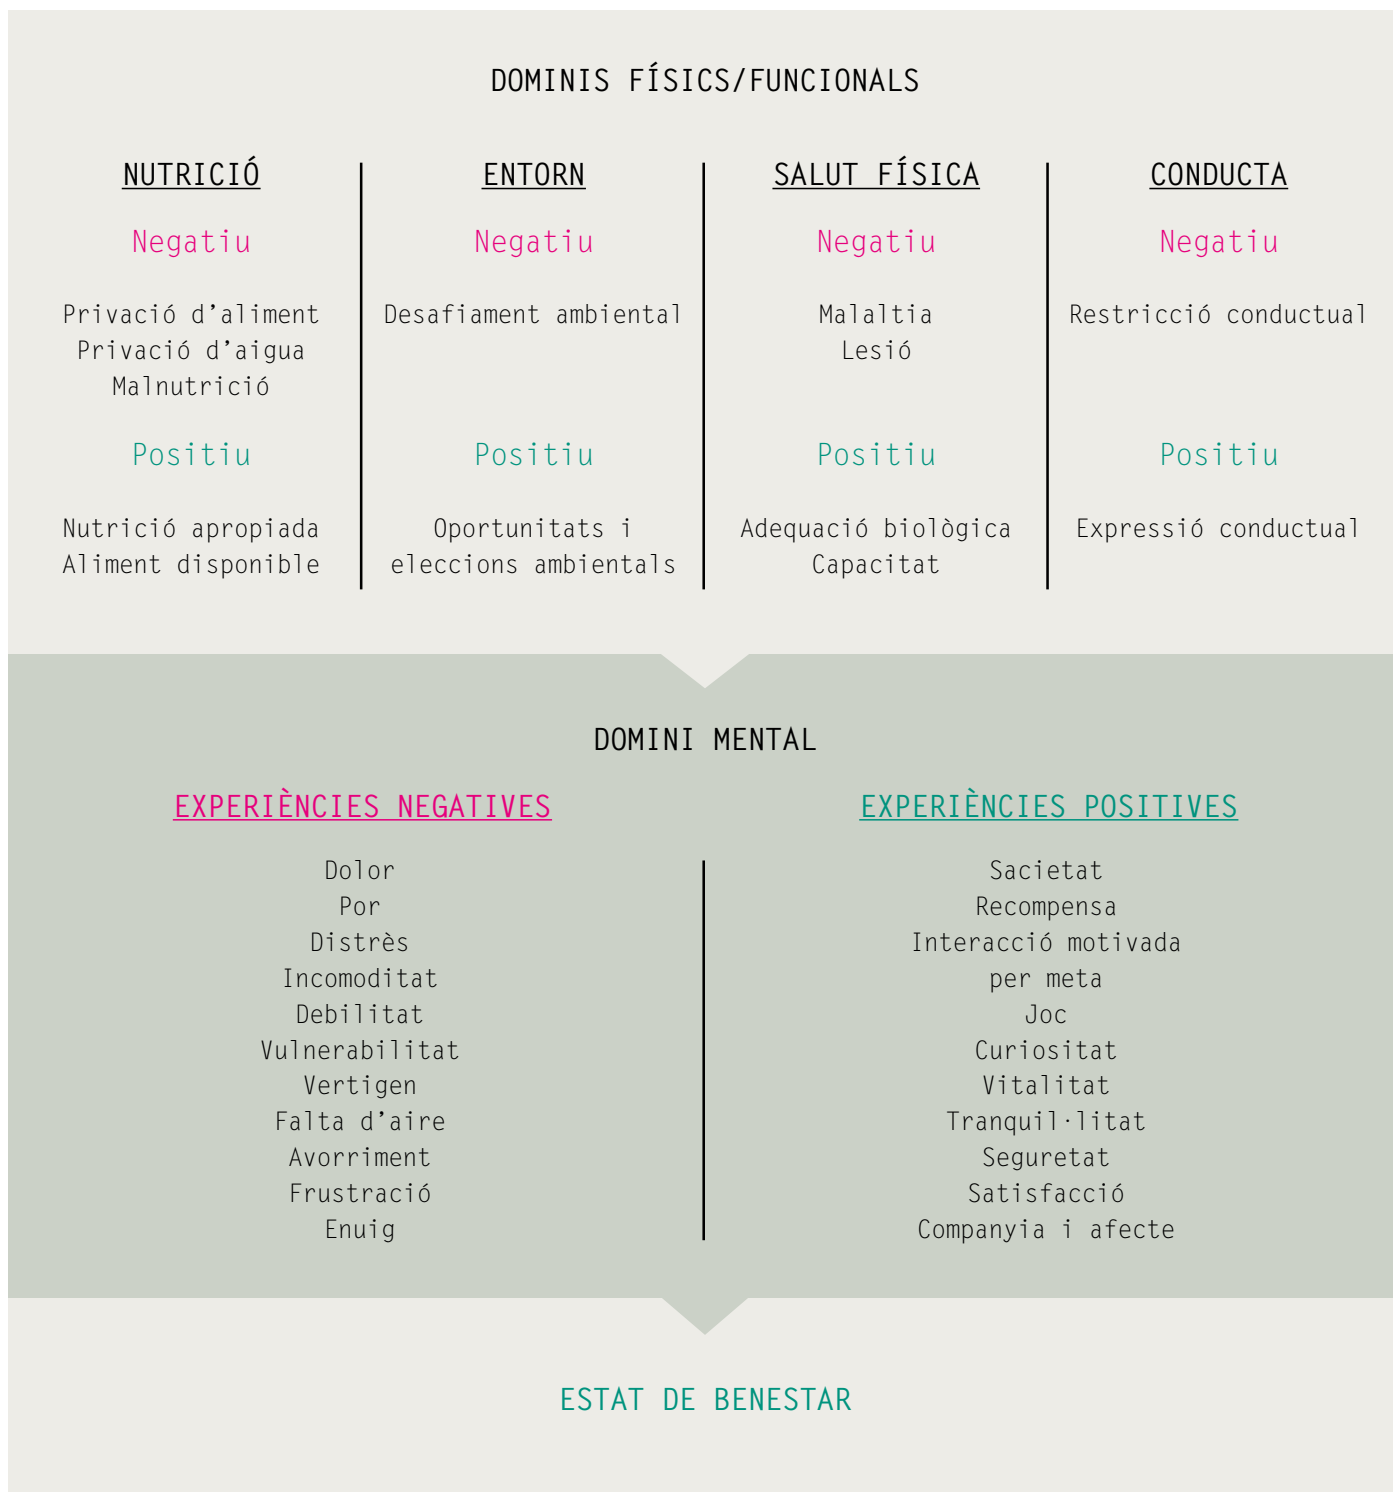 DOMINIS FÍSICS/FUNCIONALS
NUTRICIÓ
Negatiu
Privació d’aliment
Privació d’aigua
Malnutrició
Positiu
Nutrició apropiada
Aliment disponible
ENTORN
Negatiu
Desafiament ambiental
Positiu
Oportunitats i
eleccions ambientals
SALUT FÍSICA
Negatiu
Malaltia
Lesió
Positiu
Adequació biològica
Capacitat
CONDUCTA
Negatiu
Restricció conductual
Positiu
Expressió conductual
DOMINI MENTAL
EXPERIÈNCIES NEGATIVES
Dolor
Por
Distrès
Incomoditat
Debilitat
Vulnerabilitat
Vertigen
Falta d’aire
Avorriment
Frustració
Enuig
EXPERIÈNCIES POSITIVES
Sacietat
Recompensa
Interacció motivada
per meta
Joc
Curiositat
Vitalitat
Tranquil·litat
Seguretat
Satisfacció
Companyia i afecte
ESTAT DE BENESTAR